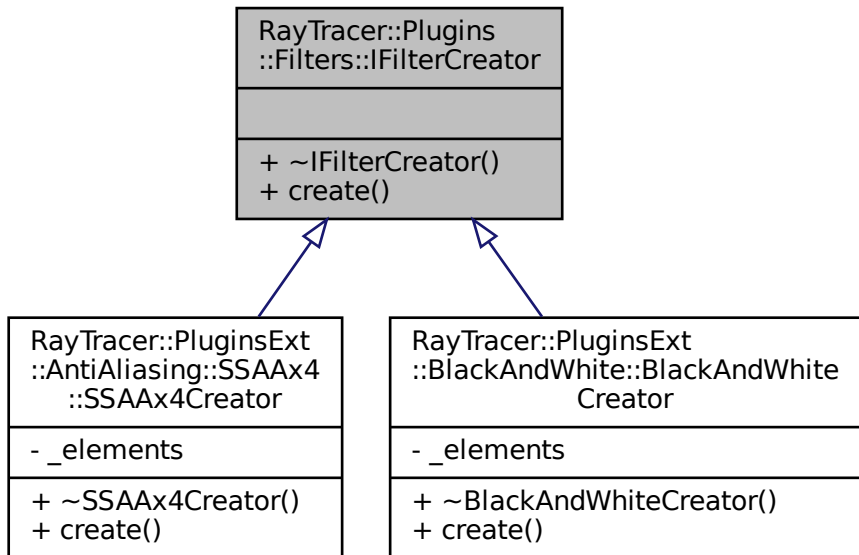 RayTracer::Plugins
::Filters::IFilterCreator
+ ~IFilterCreator()
+ create()
RayTracer::PluginsExt
::AntiAliasing::SSAAx4
::SSAAx4Creator
- _elements
+ ~SSAAx4Creator()
+ create()
RayTracer::PluginsExt
::BlackAndWhite::BlackAndWhite
Creator
- _elements
+ ~BlackAndWhiteCreator()
+ create()